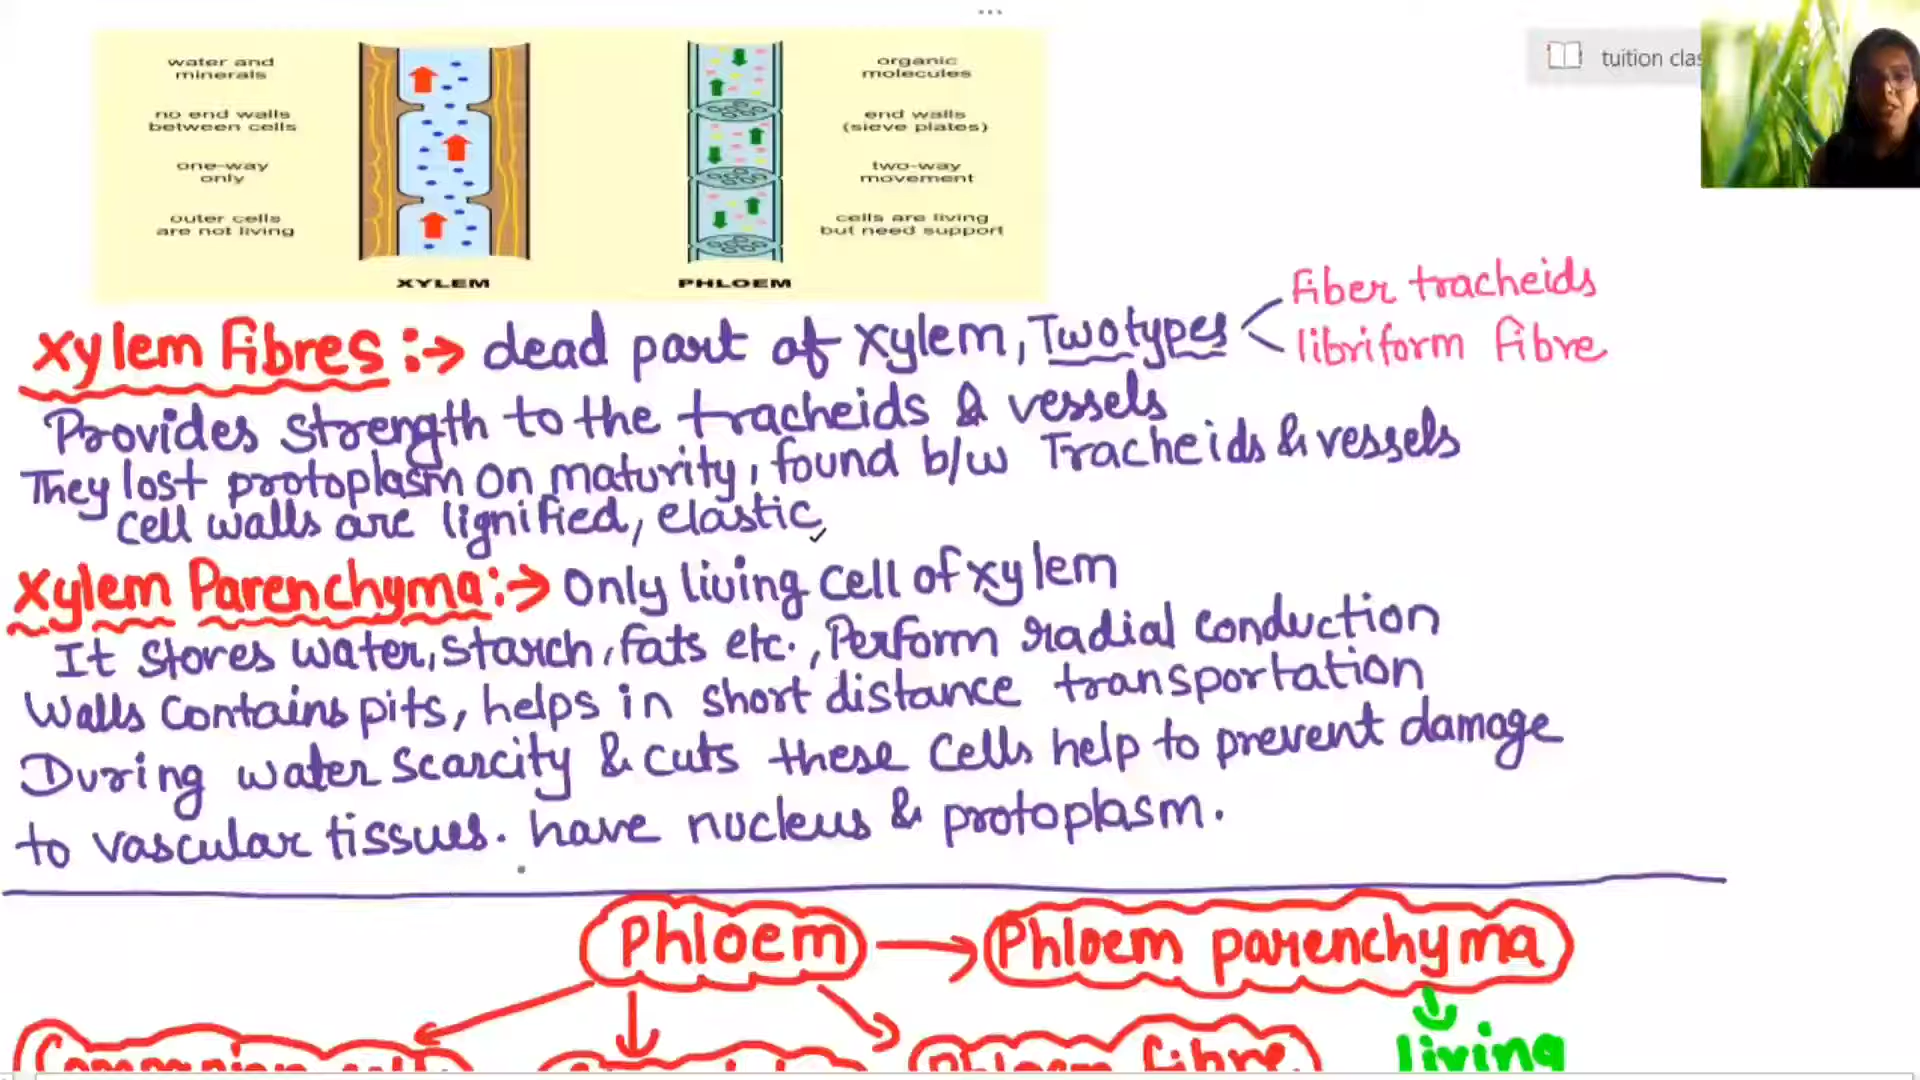 ...
water and
minerals
no end walls
between cells
one-way
only
outer cells
are not living
XYLEM
PHLOEM
organic
molecules
end walls
(sieve plates)
two-way
movement
cells are living
but need support
tuition clas
Xylem Fibres :→ dead part of xylem, Two types
Fiber tracheids
libriform fibre
Provides strength to the tracheids & vessels
They lost protoplasm on maturity, found b/w Tracheids & vessels
cell walls are lignified, elastic
Xylem Parenchyma :→ Only living cell of xylem
It stores water, starch, fats etc., Perform radial conduction
Walls contains pits, helps in short distance transportation
During water scarcity & cuts these cells help to prevent damage
to vascular tissues. have nucleus & protoplasm.
Phloem → Phloem parenchyma
Phloem fibre living